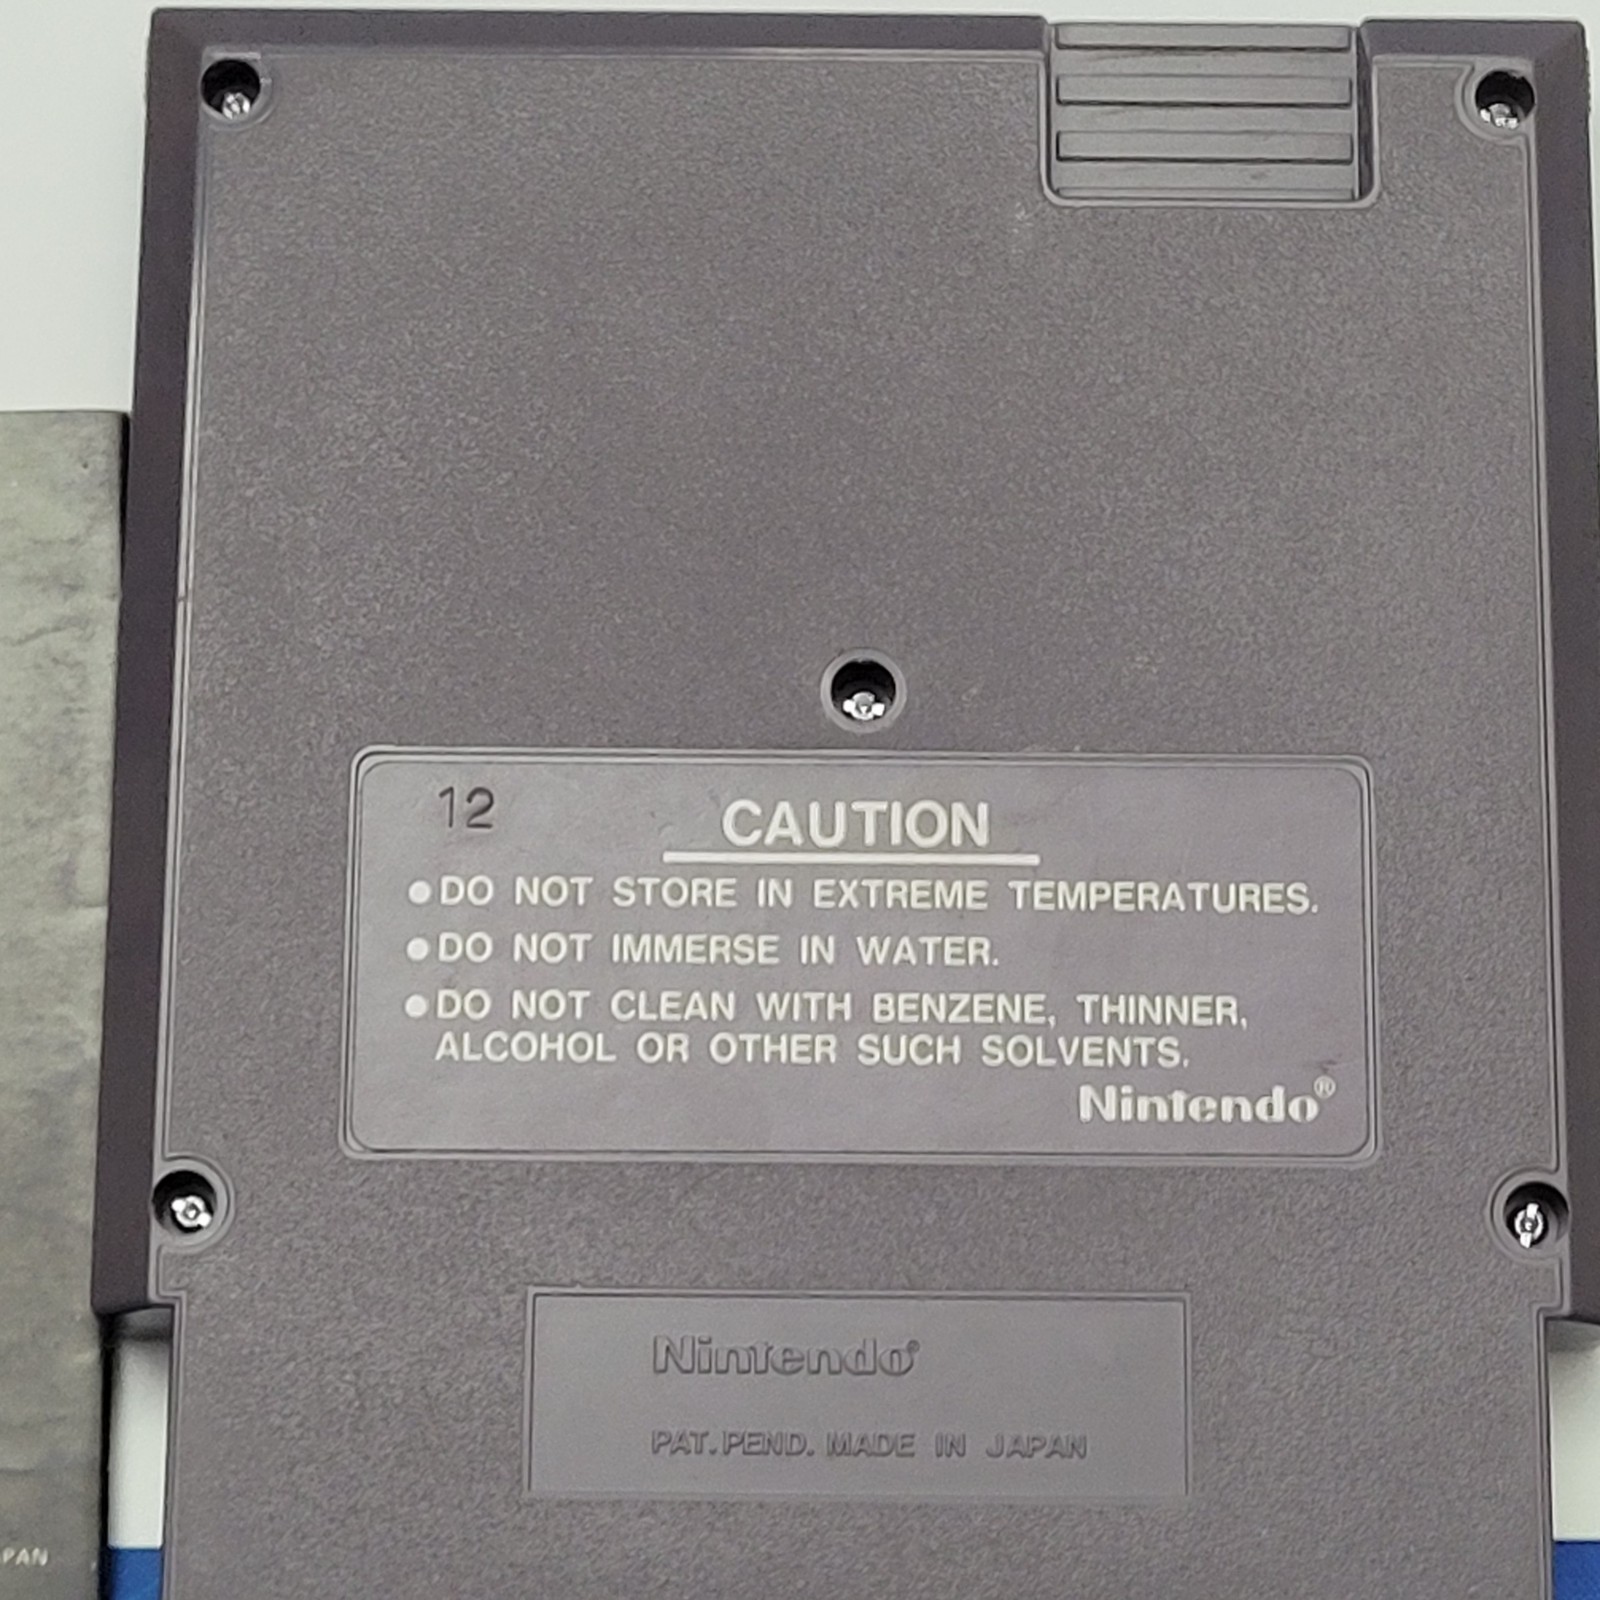 12
CAUTION
●DO NOT STORE IN EXTREME TEMPERATURES.
●DO NOT IMMERSE IN WATER.
●DO NOT CLEAN WITH BENZENE, THINNER,
ALCOHOL OR OTHER SUCH SOLVENTS.
Nintendo®
Nintendo®
PAT. PEND. MADE IN JAPAN
PAN